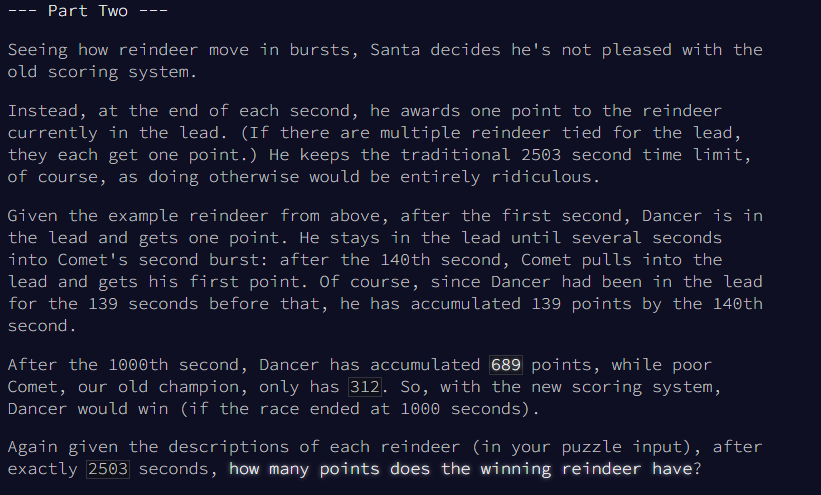 --- Part Two ---
Seeing how reindeer move in bursts, Santa decides he's not pleased with the
old scoring system.
Instead, at the end of each second, he awards one point to the reindeer
currently in the lead. (If there are multiple reindeer tied for the lead,
they each get one point.) He keeps the traditional 2503 second time limit,
of course, as doing otherwise would be entirely ridiculous.
Given the example reindeer from above, after the first second, Dancer is in
the lead and gets one point. He stays in the lead until several seconds
into Comet's second burst: after the 140th second, Comet pulls into the
lead and gets his first point. Of course, since Dancer had been in the lead
for the 139 seconds before that, he has accumulated 139 points by the 140th
second.
After the 1000th second, Dancer has accumulated 689 points, while poor
Comet, our old champion, only has 312. So, with the new scoring system,
Dancer would win (if the race ended at 1000 seconds).
Again given the descriptions of each reindeer (in your puzzle input), after
exactly 2503 seconds, how many points does the winning reindeer have?